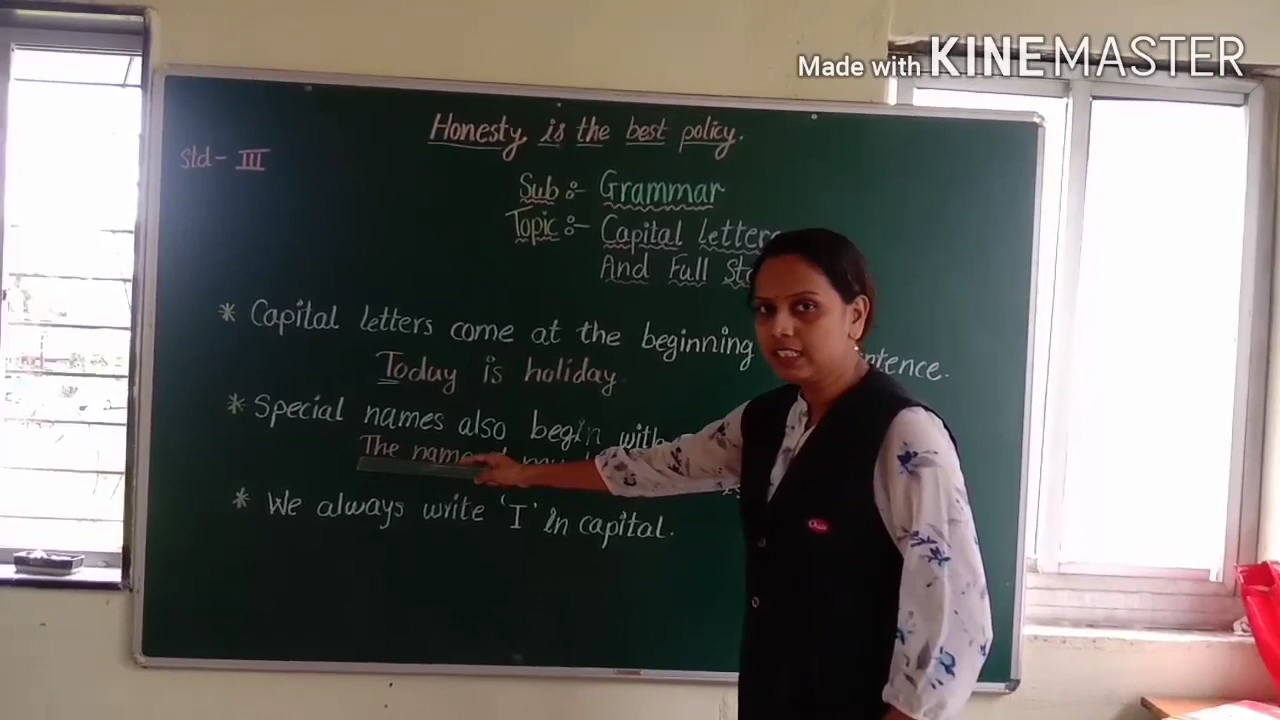 Made with KINEMASTER
Honesty is the best policy.
Std- III
Sub :- Grammar
Topic :- Capital letters
And Full
* Capital letters come at the beginning
Today is holiday.
* Special names also begin with
The name
* We always write 'I' in capital.